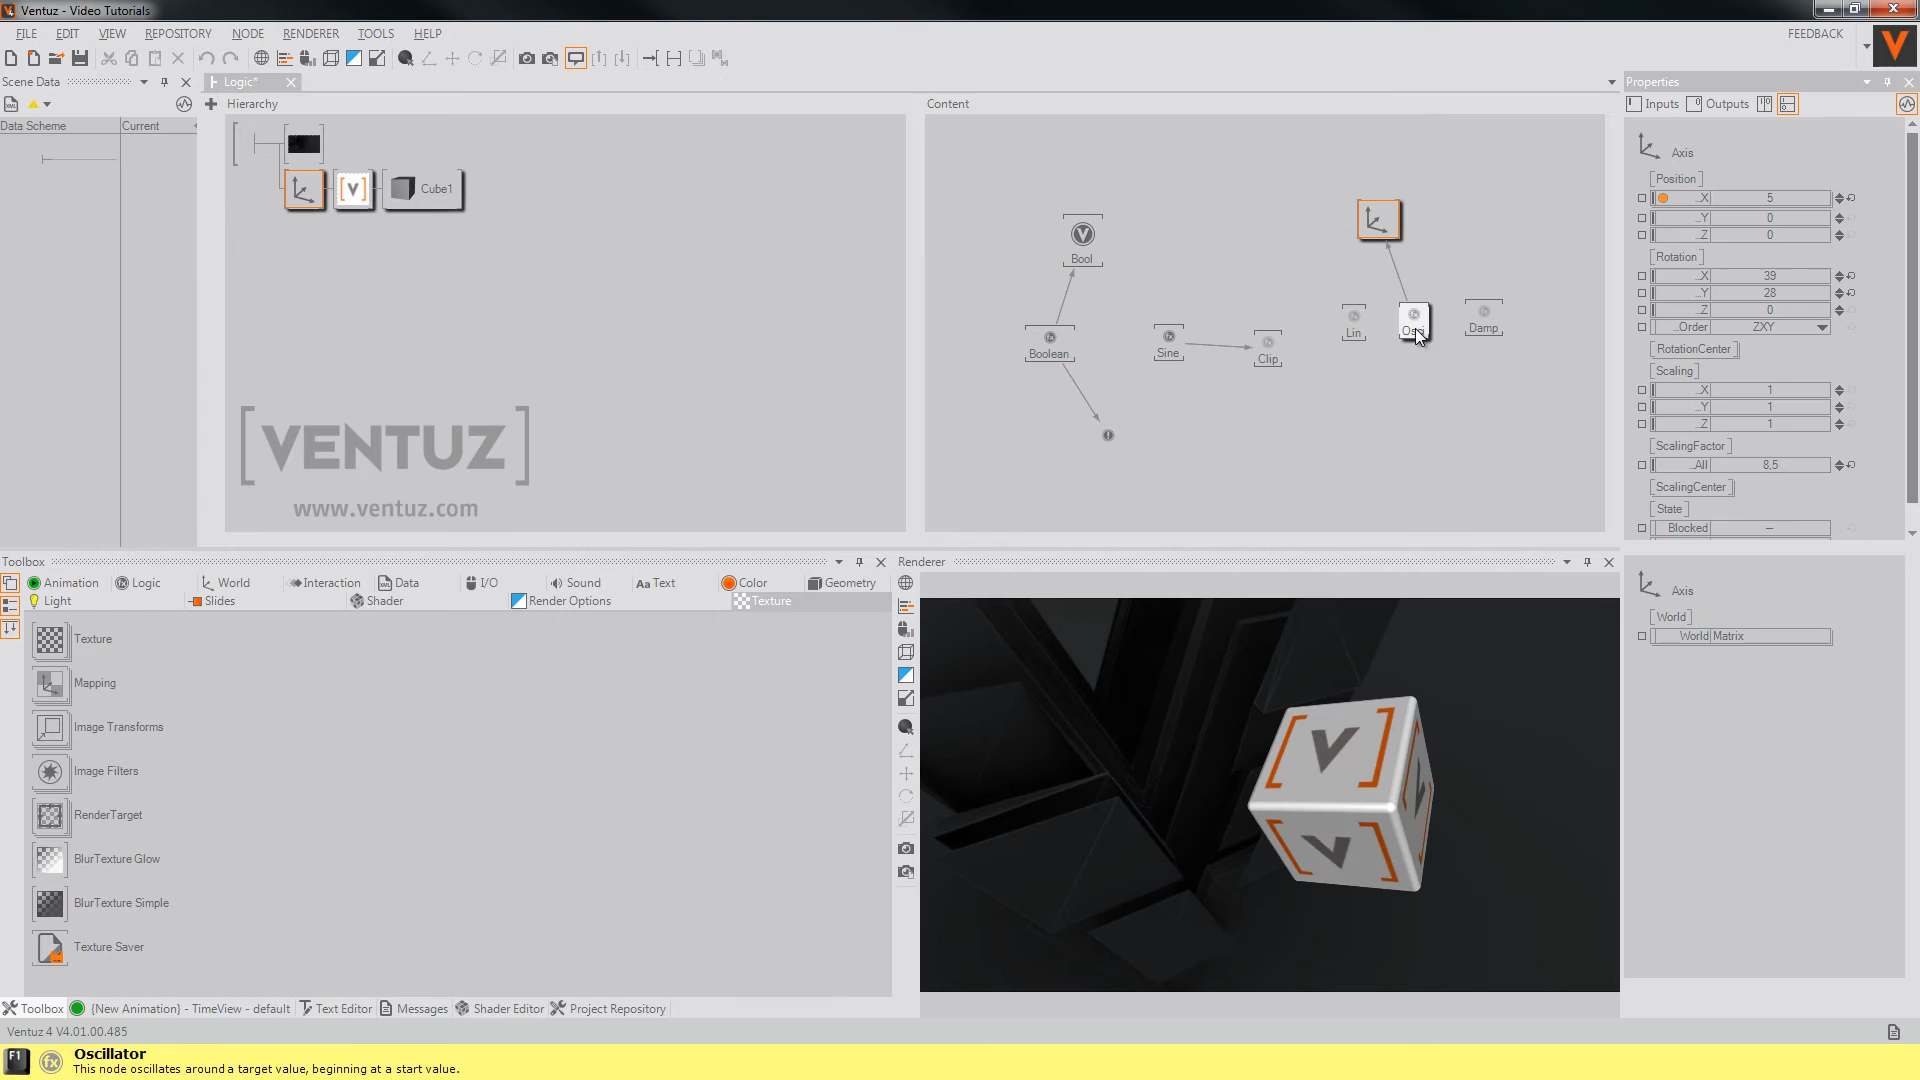 Ventuz - Video Tutorials
FILE EDIT VIEW REPOSITORY NODE RENDERER TOOLS HELP
FEEDBACK
Scene Data
Logic*
Properties
Hierarchy
Content
Inputs Outputs
Data Scheme Current
Cube1
Bool
Boolean
Sine
Clip
Lin
Damp
[VENTUZ]
www.ventuz.com
Axis
Position
..X 5
..Y 0
..Z 0
Rotation
..X 39
..Y 28
..Z 0
..Order ZXY
RotationCenter
Scaling
..X 1
..Y 1
..Z 1
ScalingFactor
..All 8,5
ScalingCenter
State
Blocked –
Toolbox
Animation Logic World Interaction Data I/O Sound Aa Text Color Geometry
Light Slides Shader Render Options Texture
Texture
Mapping
Image Transforms
Image Filters
RenderTarget
BlurTexture Glow
BlurTexture Simple
Texture Saver
Renderer
[V]
Axis
World
World Matrix
Toolbox {New Animation} - TimeView - default Text Editor Messages Shader Editor Project Repository
Ventuz 4 V4.01.00.485
F1 fx Oscillator
This node oscillates around a target value, beginning at a start value.